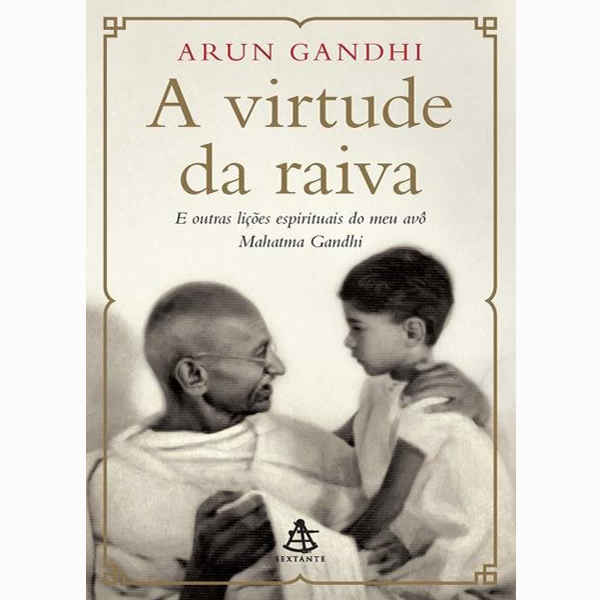 ARUN GANDHI
A virtude
da raiva
E outras lições espirituais do meu avô
Mahatma Gandhi
SEXTANTE